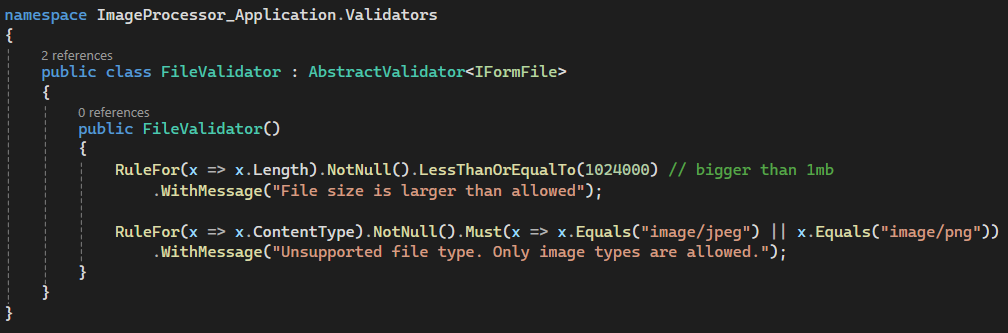 namespace ImageProcessor_Application.Validators
{
2 references
public class FileValidator : AbstractValidator<IFormFile>
{
0 references
public FileValidator()
{
RuleFor(x => x.Length).NotNull().LessThanOrEqualTo(1024000) // bigger than 1mb
.WithMessage("File size is larger than allowed");
RuleFor(x => x.ContentType).NotNull().Must(x => x.Equals("image/jpeg") || x.Equals("image/png"))
.WithMessage("Unsupported file type. Only image types are allowed.");
}
}
}